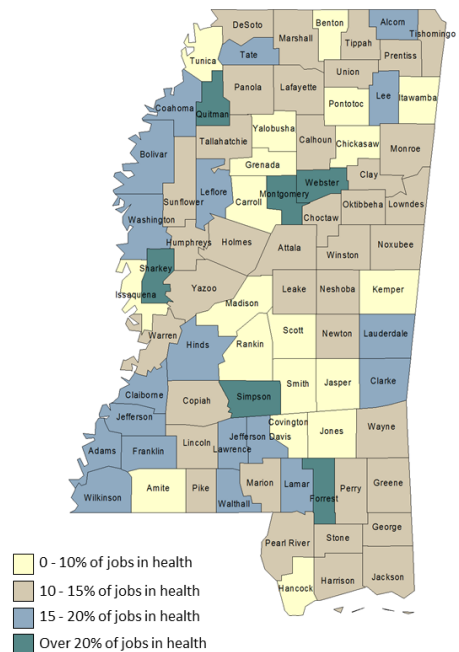 DeSoto
Benton
Alcorn
Marshall
Tippah
Tishomingo
Tunica
Tate
Prentiss
Union
Panola
Lafayette
Coahoma
Quitman
Pontotoc
Lee
Itawamba
Yalobusha
Tallahatchie
Calhoun
Chickasaw
Monroe
Bolivar
Grenada
Clay
Leflore
Montgomery
Webster
Sunflower
Carroll
Oktibbeha
Lowndes
Washington
Choctaw
Humphreys
Holmes
Attala
Noxubee
Winston
Sharkey
Issaquena
Yazoo
Leake
Neshoba
Kemper
Madison
Warren
Scott
Newton
Lauderdale
Hinds
Rankin
Smith
Jasper
Clarke
Claiborne
Copiah
Simpson
Jefferson
Covington
Jones
Wayne
Lincoln
Jefferson Davis
Lawrence
Adams
Franklin
Marion
Lamar
Forrest
Perry
Greene
Wilkinson
Amite
Pike
Walthall
George
Pearl River
Stone
Hancock
Harrison
Jackson
0 - 10% of jobs in health
10 - 15% of jobs in health
15 - 20% of jobs in health
Over 20% of jobs in health